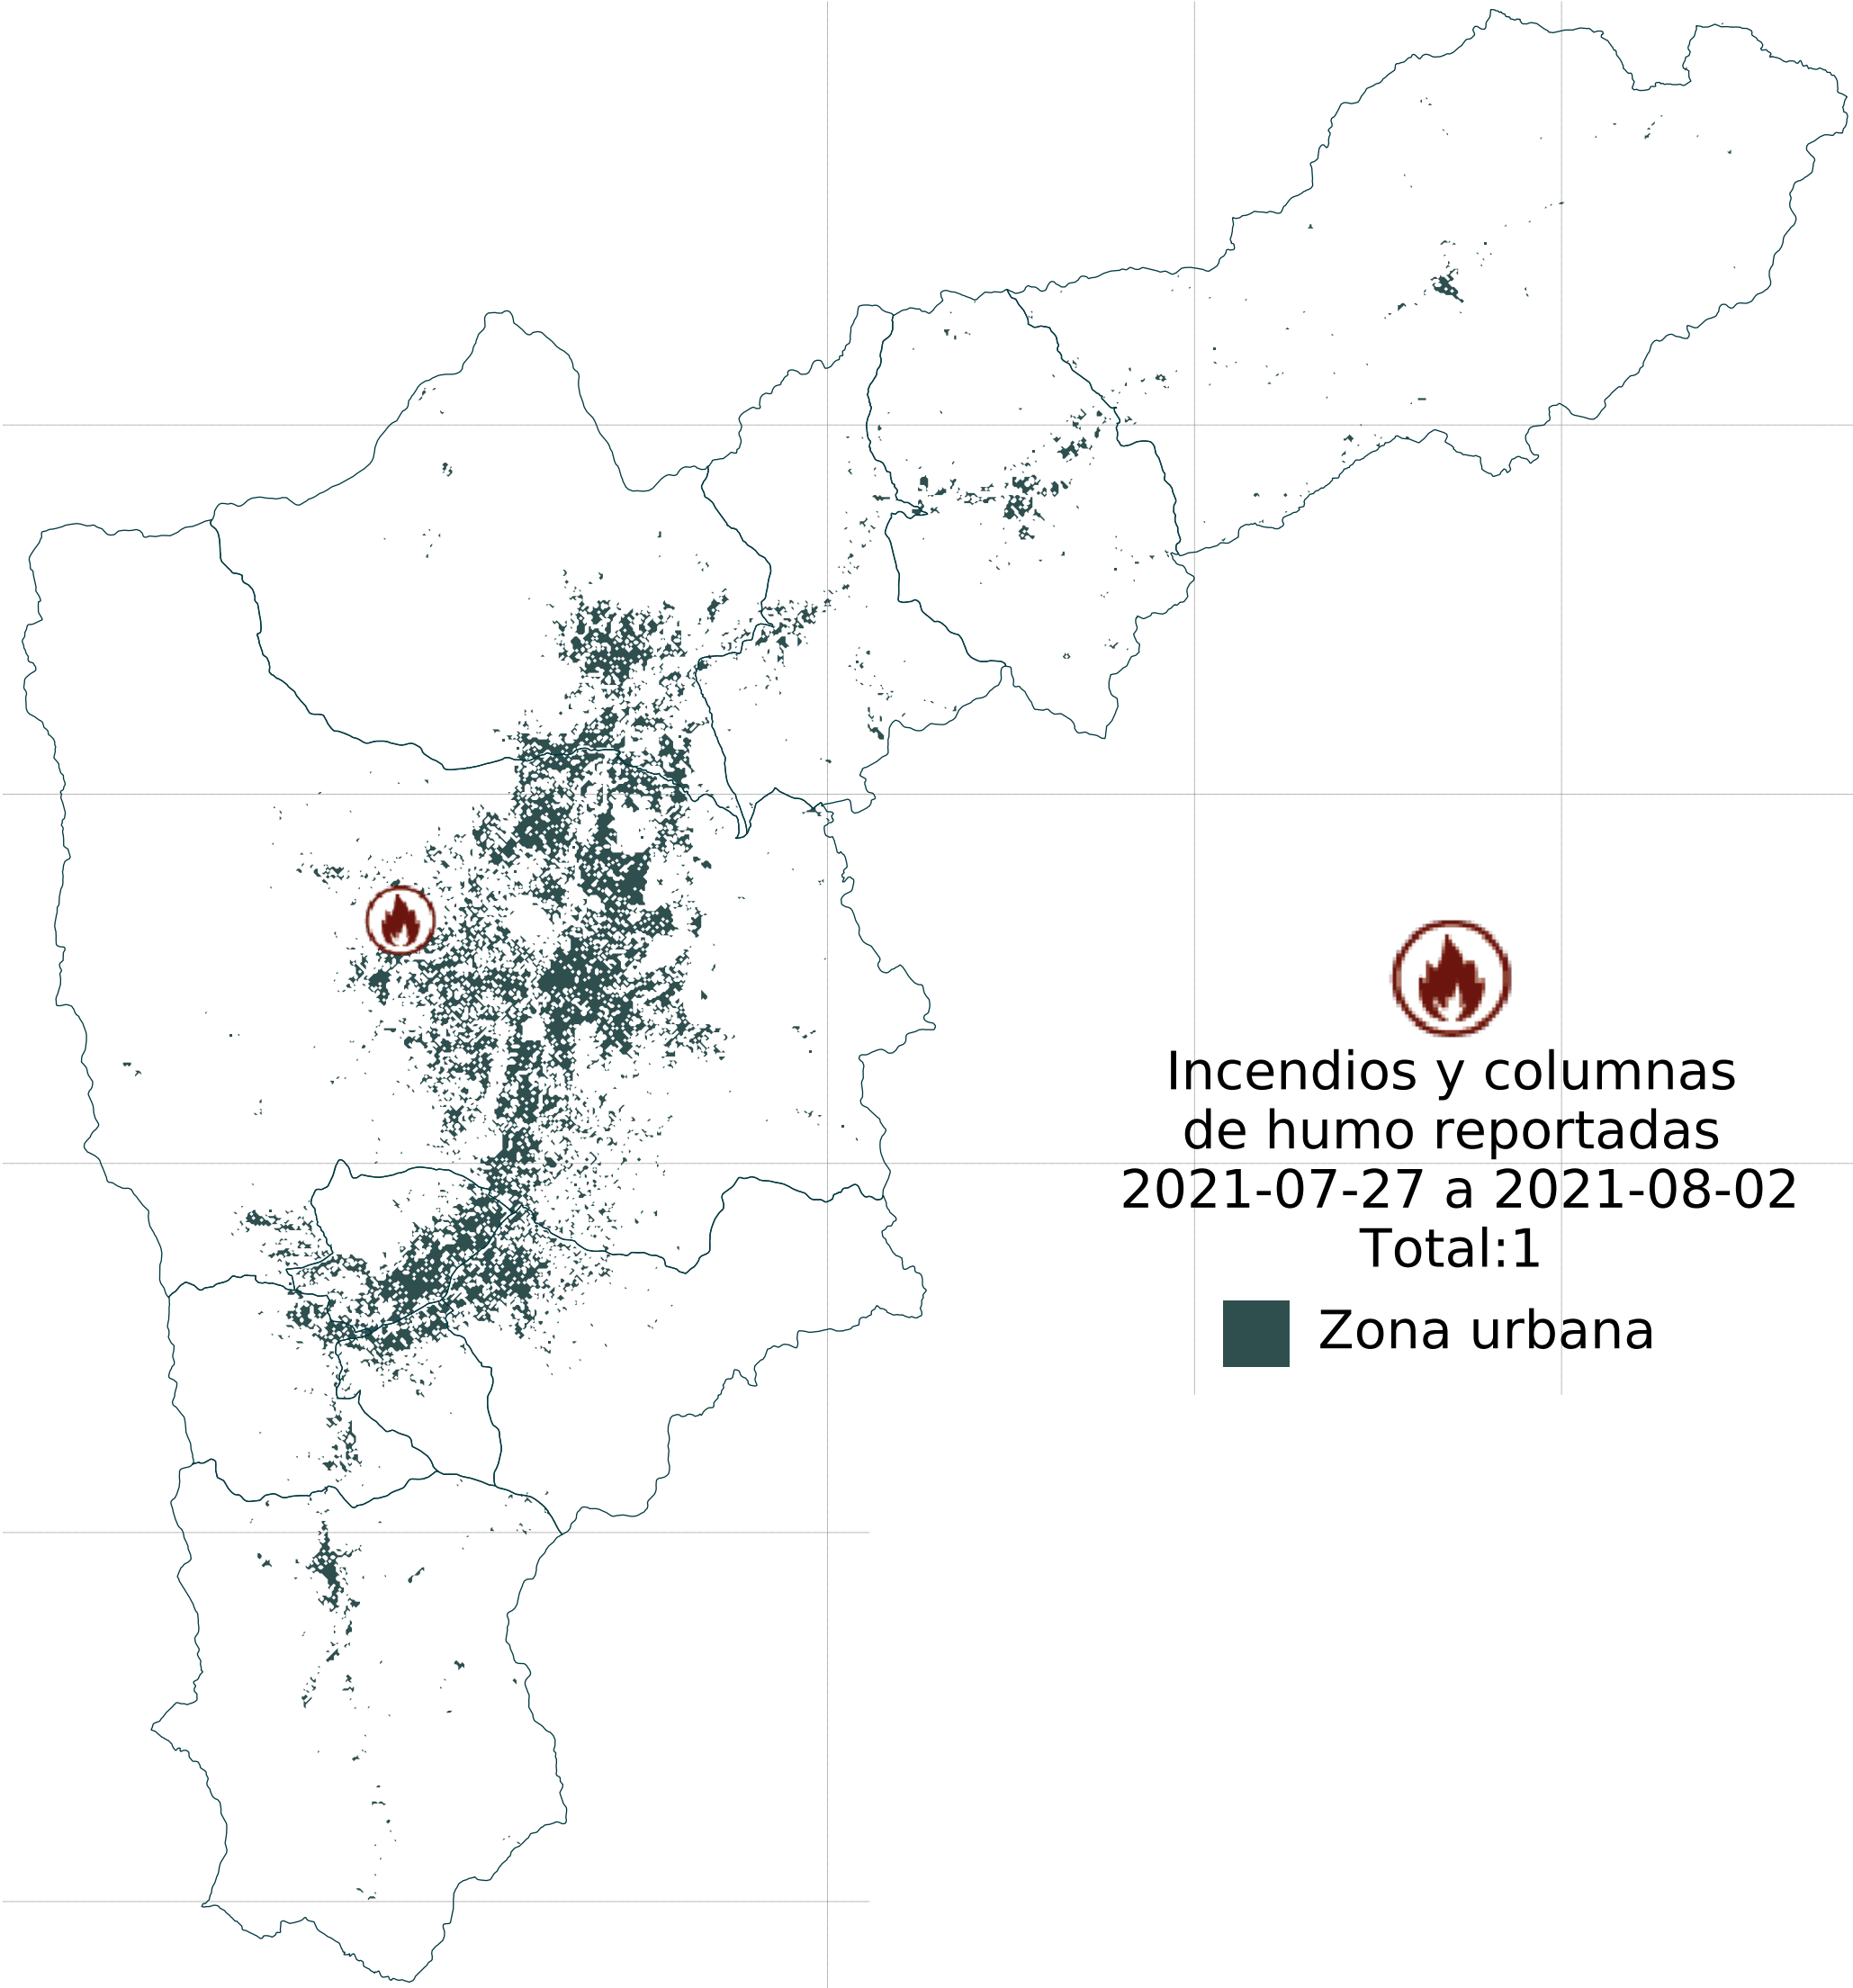 Incendios y columnas
de humo reportadas
2021-07-27 a 2021-08-02
Total:1
Zona urbana